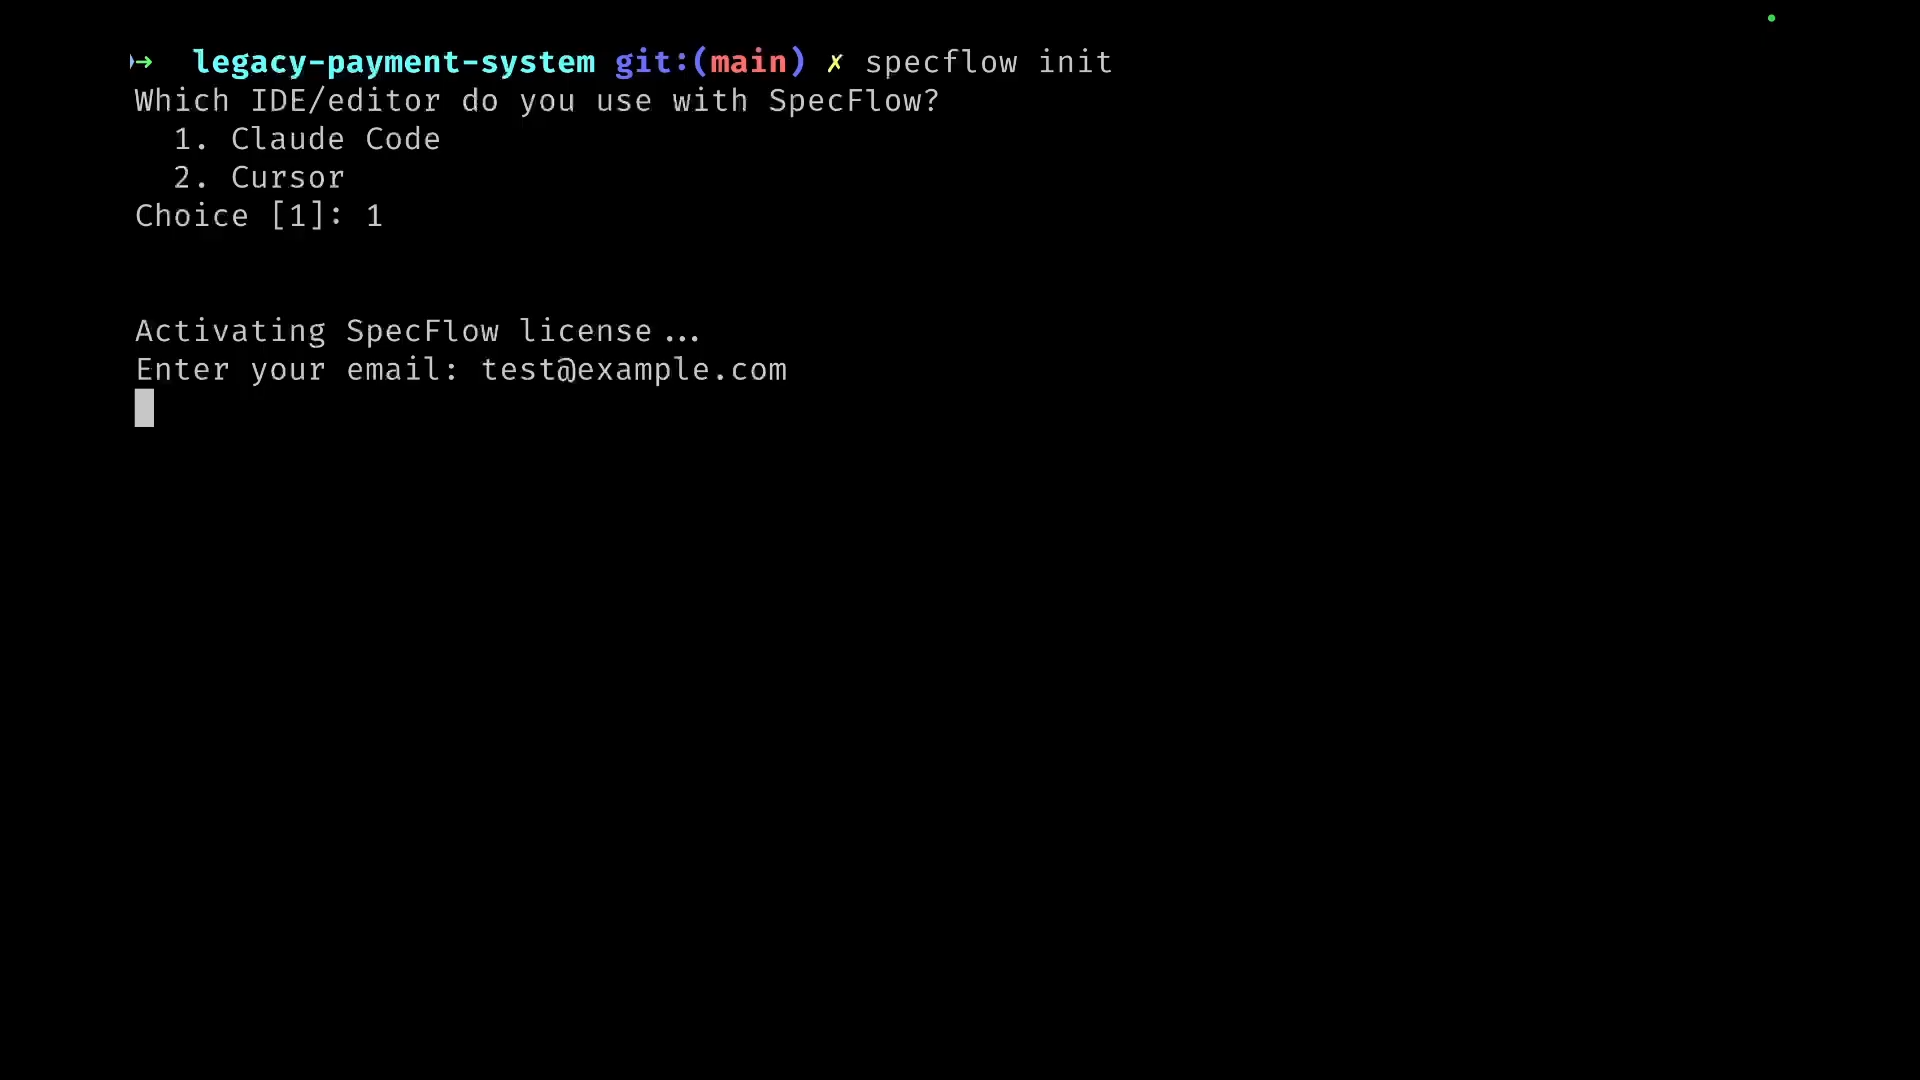 ➜  legacy-payment-system git:(main) ✗ specflow init
Which IDE/editor do you use with SpecFlow?
  1. Claude Code
  2. Cursor
Choice [1]: 1
Activating SpecFlow license...
Enter your email: test@example.com